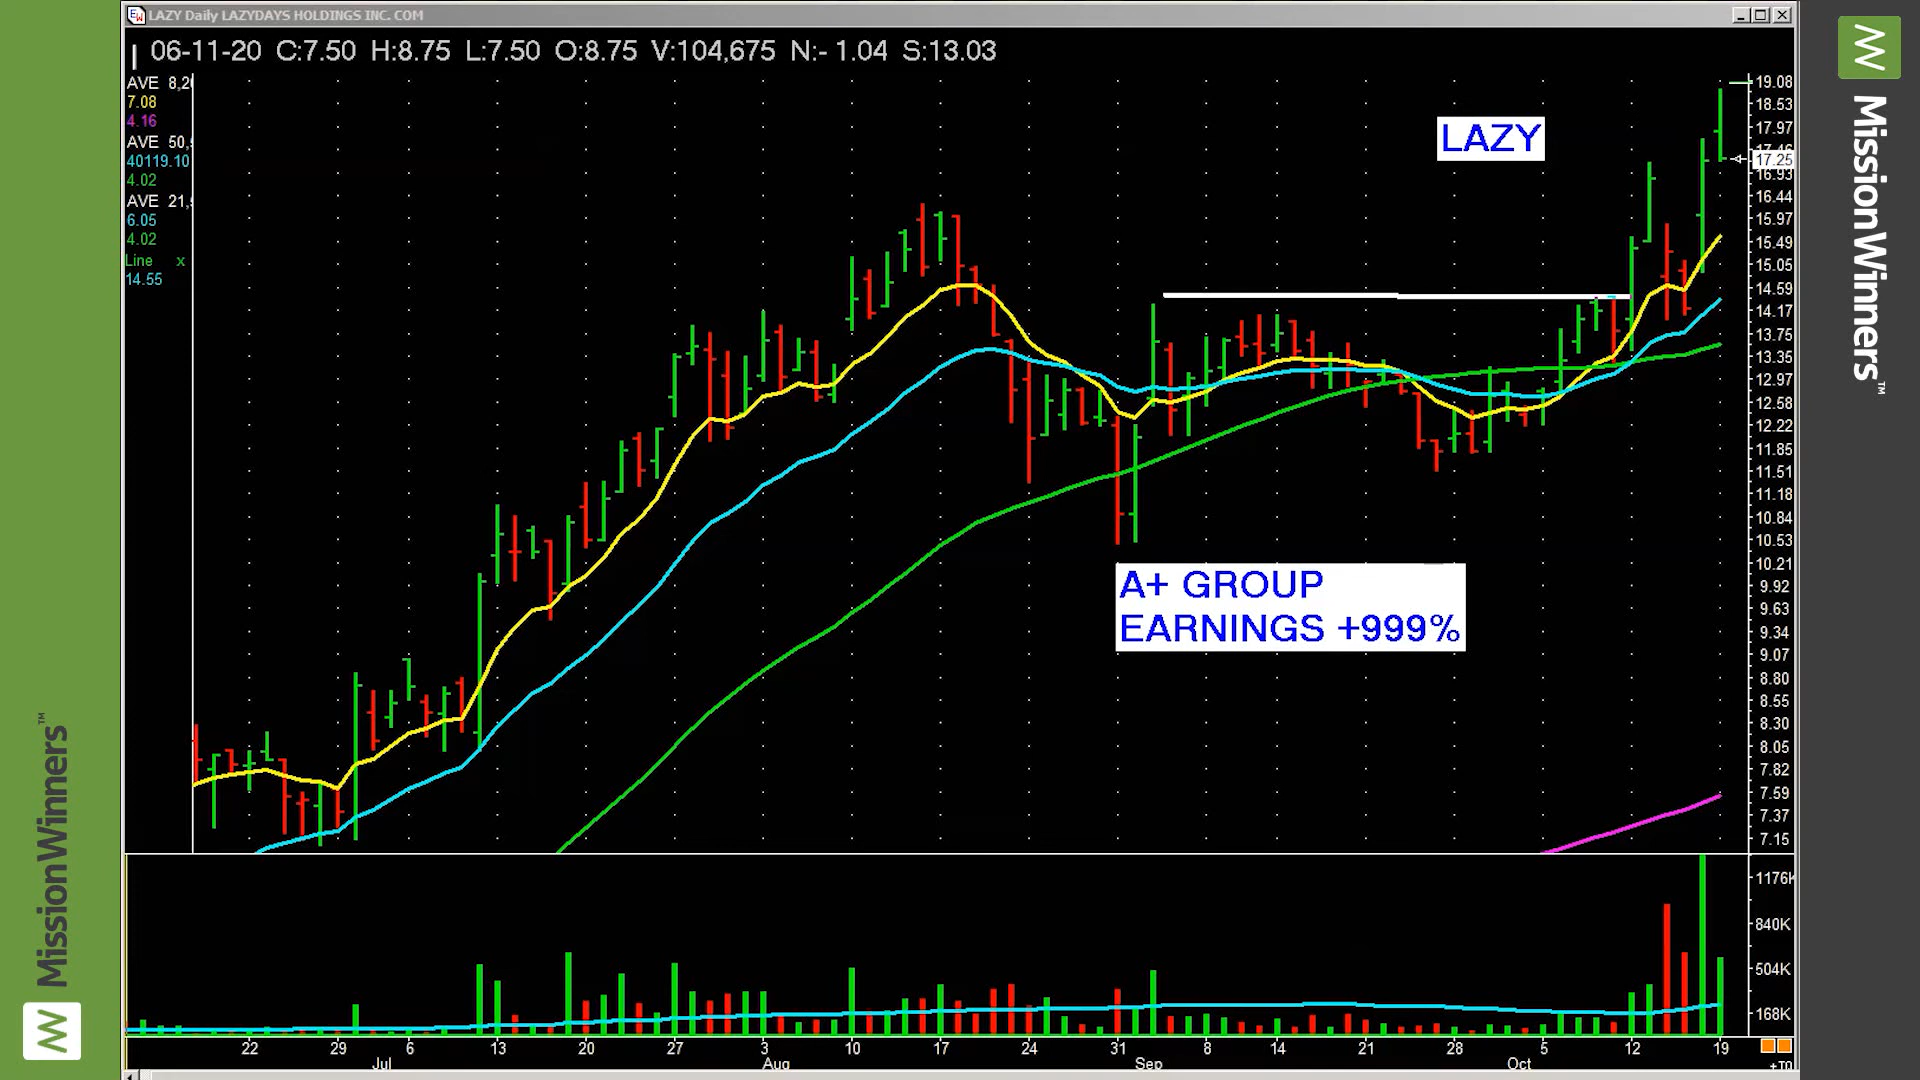 LAZY Daily LAZYDAYS HOLDINGS INC. COM
06-11-20 C:7.50 H:8.75 L:7.50 O:8.75 V:104,675 N:- 1.04 S:13.03
AVE 8,20
7.08
4.16
AVE 50,
40119.10
4.02
AVE 21,
6.05
4.02
Line x
14.55
LAZY
A+ GROUP
EARNINGS +999%
19.08
18.53
17.97
17.25
16.93
16.44
15.97
15.49
15.05
14.59
14.17
13.75
13.35
12.97
12.58
12.22
11.85
11.51
11.18
10.84
10.53
10.21
9.92
9.63
9.34
9.07
8.80
8.55
8.30
8.05
7.82
7.59
7.37
7.15
1176K
840K
504K
168K
22 29 6 13 20 27 3 10 17 24 31 8 14 21 28 5 12 19
Jul Aug Sep Oct
MissionWinners™
MissionWinners™